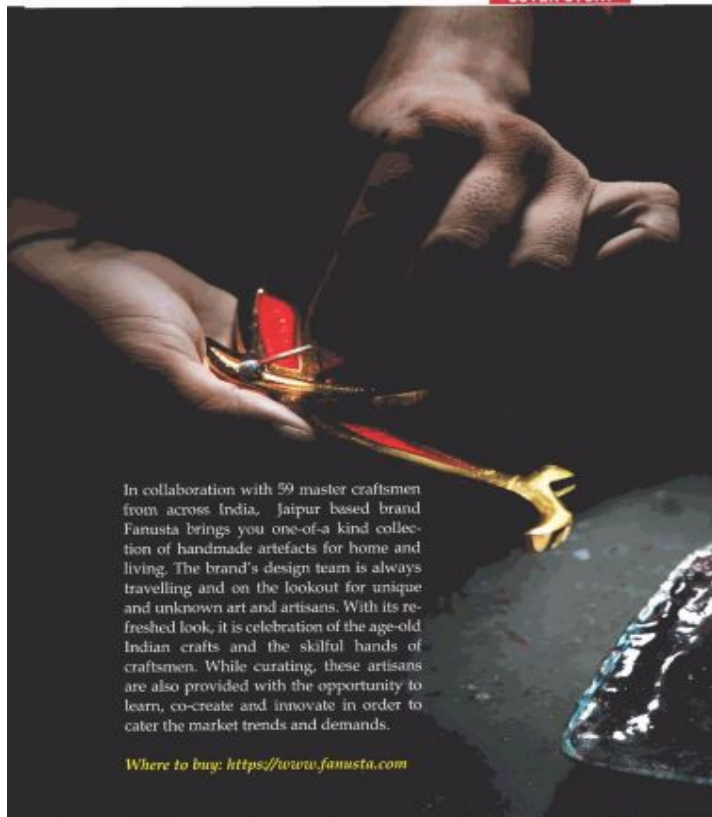 In collaboration with 59 master craftsmen
from across India, Jaipur based brand
Fanusta brings you one-of-a kind collec-
tion of handmade artefacts for home and
living. The brand's design team is always
travelling and on the lookout for unique
and unknown art and artisans. With its re-
freshed look, it is celebration of the age-old
Indian crafts and the skilful hands of
craftsmen. While curating, these artisans
are also provided with the opportunity to
learn, co-create and innovate in order to
cater the market trends and demands.
Where to buy: https://www.fanusta.com